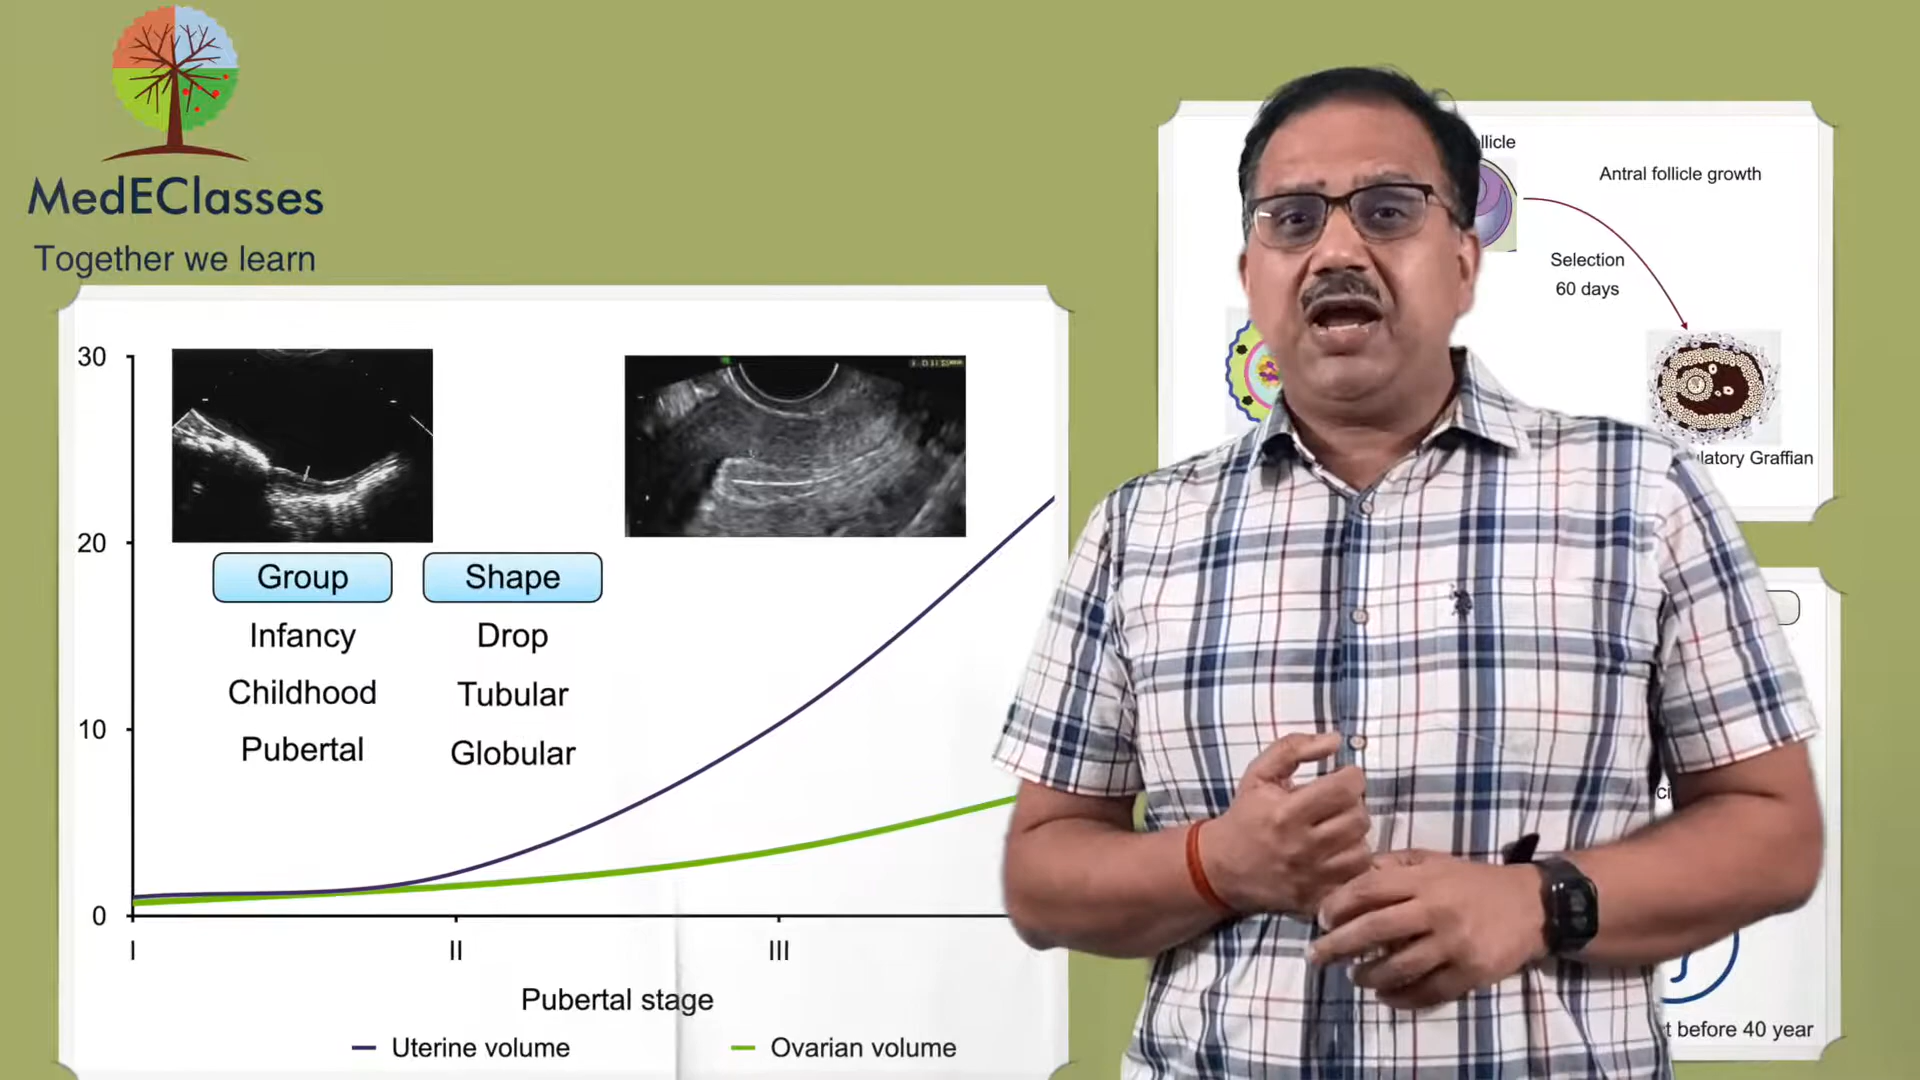 MedEClasses
Together we learn
30
20
10
0
Group Shape
Infancy Drop
Childhood Tubular
Pubertal Globular
I II III
Pubertal stage
Uterine volume Ovarian volume
Antral follicle growth
Selection
60 days
Graffian
before 40 year